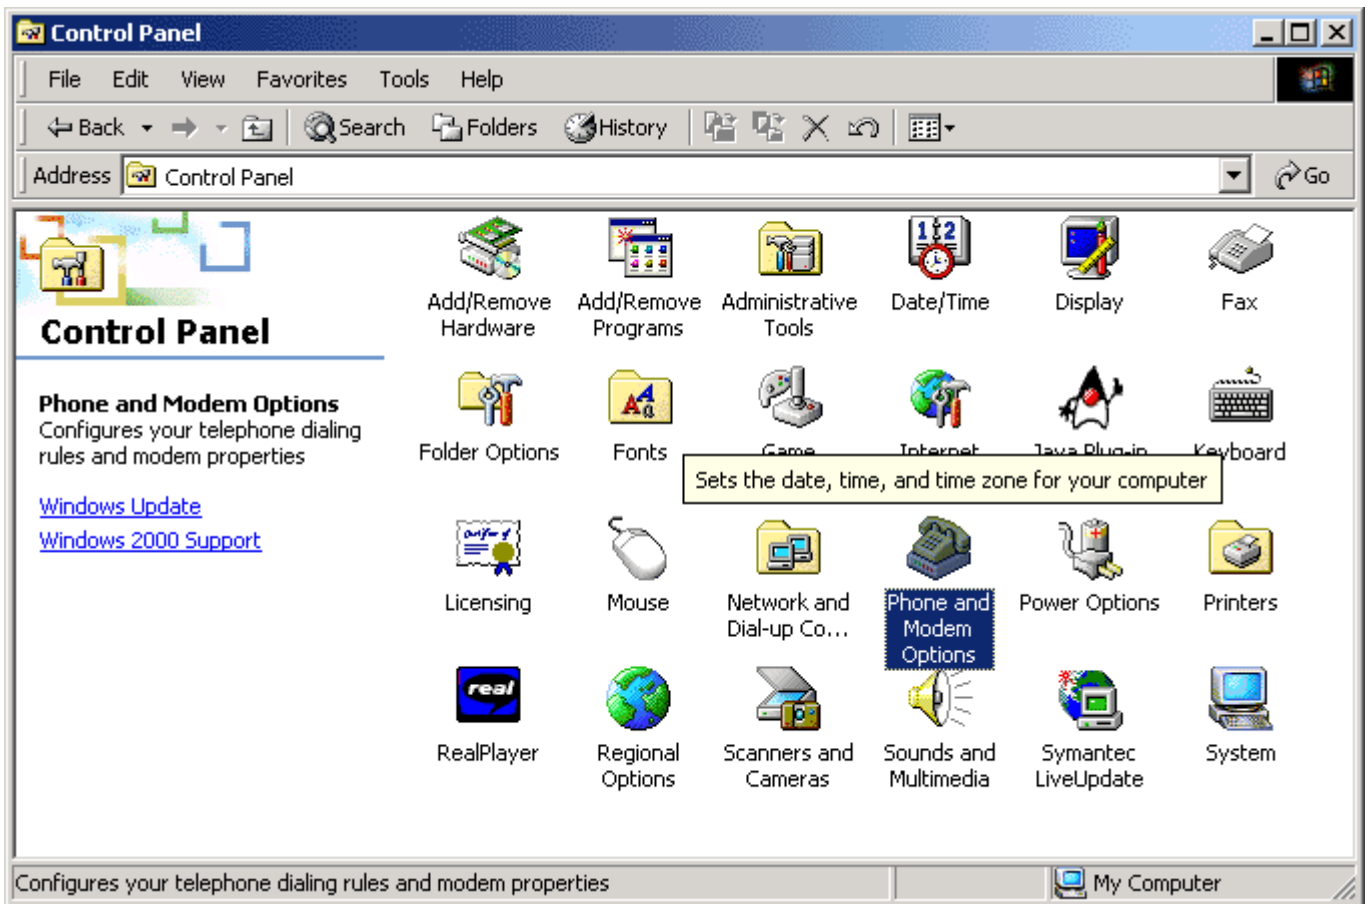 Control Panel
File Edit View Favorites Tools Help
Back Search Folders History
Address Control Panel Go
Control Panel
Phone and Modem Options
Configures your telephone dialing
rules and modem properties
Windows Update
Windows 2000 Support
Add/Remove
Hardware
Add/Remove
Programs
Administrative
Tools
Date/Time
Display
Fax
Folder Options
Fonts
Game
Internet
Java Plug-in
Keyboard
Sets the date, time, and time zone for your computer
Licensing
Mouse
Network and
Dial-up Co...
Phone and
Modem
Options
Power Options
Printers
real
RealPlayer
Regional
Options
Scanners and
Cameras
Sounds and
Multimedia
Symantec
LiveUpdate
System
Configures your telephone dialing rules and modem properties
My Computer